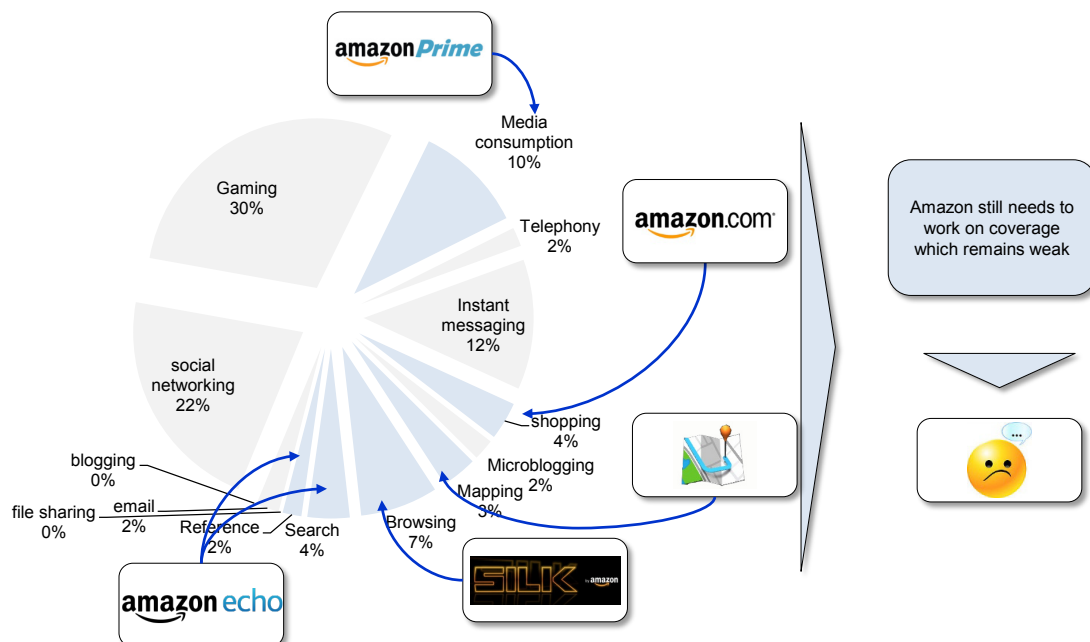 amazonPrime
Media
consumption
10%
Gaming
30%
Telephony
2%
amazon.com
Amazon still needs to
work on coverage
which remains weak
Instant
messaging
12%
social
networking
22%
shopping
4%
Microblogging
2%
Mapping
3%
Browsing
7%
Search
4%
Reference
2%
email
2%
blogging
0%
file sharing
0%
...
SILK
by amazon
amazon echo